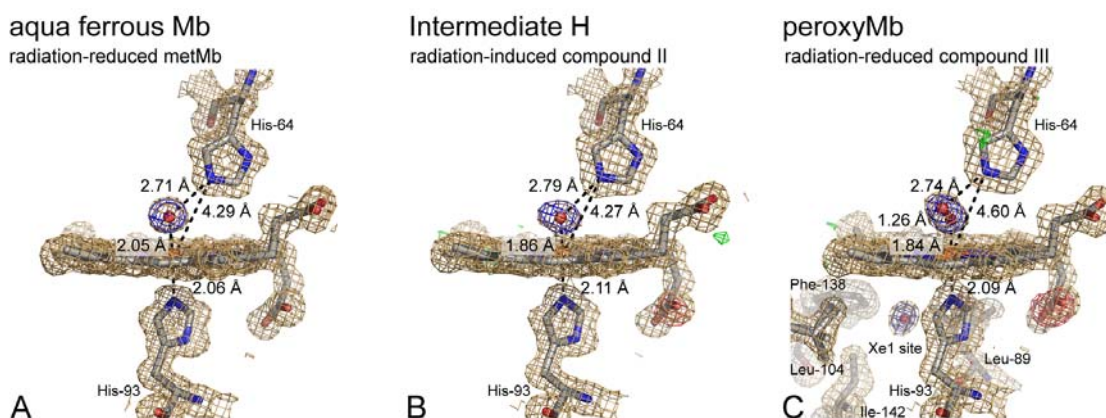 aqua ferrous Mb
radiation-reduced metMb
His-64
2.71 Å
4.29 Å
2.05 Å
2.06 Å
His-93
A
Intermediate H
radiation-induced compound II
His-64
2.79 Å
4.27 Å
1.86 Å
2.11 Å
His-93
B
peroxyMb
radiation-reduced compound III
His-64
2.74 Å
4.60 Å
1.26 Å
1.84 Å
2.09 Å
Phe-138
Xe1 site
Leu-89
Leu-104
His-93
Ile-142
C